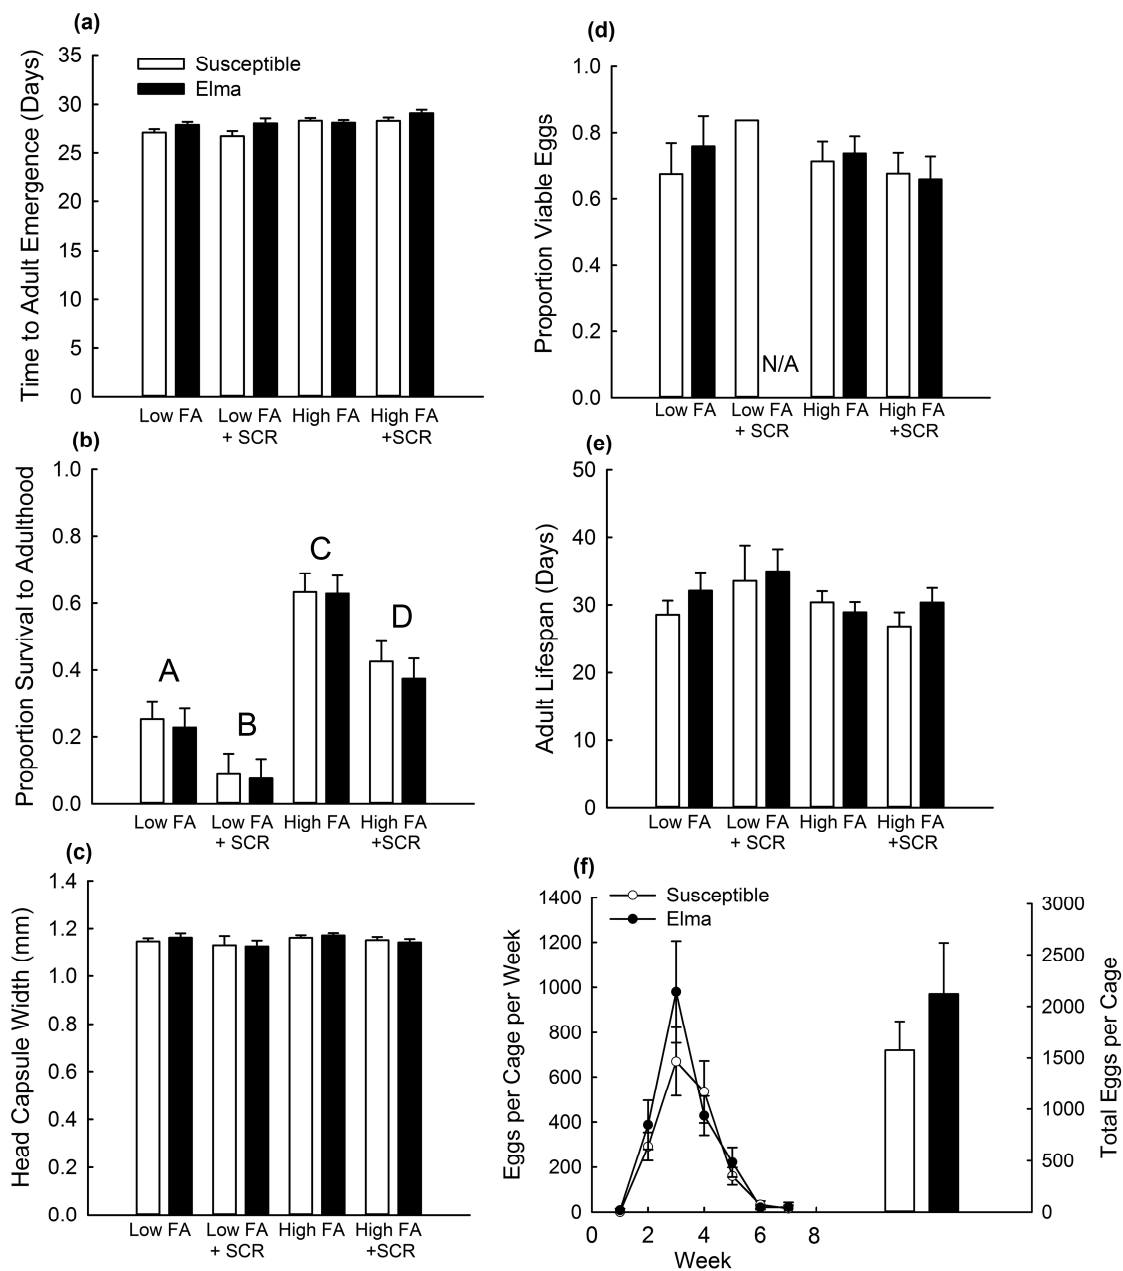 (a)
Time to Adult Emergence (Days)
35
30
25
20
15
10
5
0
Susceptible
Elma
Low FA
Low FA
+ SCR
High FA
High FA
+SCR
(b)
Proportion Survival to Adulthood
1.0
0.8
0.6
0.4
0.2
0.0
A
B
C
D
Low FA
Low FA
+ SCR
High FA
High FA
+SCR
(c)
Head Capsule Width (mm)
1.4
1.2
1.0
0.8
0.6
0.4
0.2
0.0
Low FA
Low FA
+ SCR
High FA
High FA
+SCR
(d)
Proportion Viable Eggs
1.0
0.8
0.6
0.4
0.2
0.0
N/A
Low FA
Low FA
+ SCR
High FA
High FA
+SCR
(e)
Adult Lifespan (Days)
50
40
30
20
10
0
Low FA
Low FA
+ SCR
High FA
High FA
+SCR
(f)
Eggs per Cage per Week
1400
1200
1000
800
600
400
200
0
Susceptible
Elma
0 2 4 6 8
Week
3000
2500
2000
1500
1000
500
0
Total Eggs per Cage